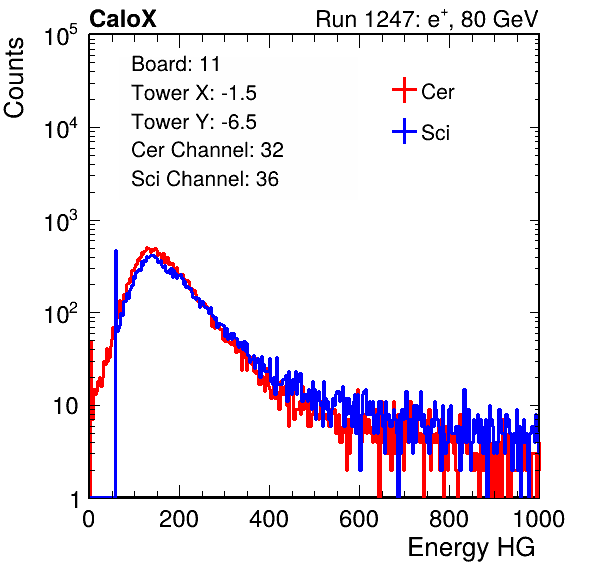 CaloX Run 1247: e⁺, 80 GeV
Counts
Board: 11
Tower X: -1.5
Tower Y: -6.5
Cer Channel: 32
Sci Channel: 36
Cer
Sci
10⁵
10⁴
10³
10²
10
1
0 200 400 600 800 1000
Energy HG